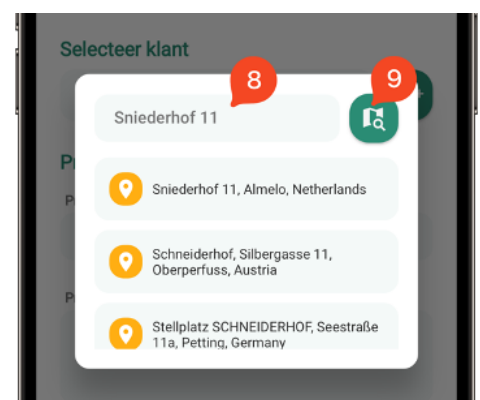 Selecteer klant
8
9
Sniederhof 11
Sniederhof 11, Almelo, Netherlands
Schneiderhof, Silbergasse 11,
Oberperfuss, Austria
Stellplatz SCHNEIDERHOF, Seestraße
11a, Petting, Germany